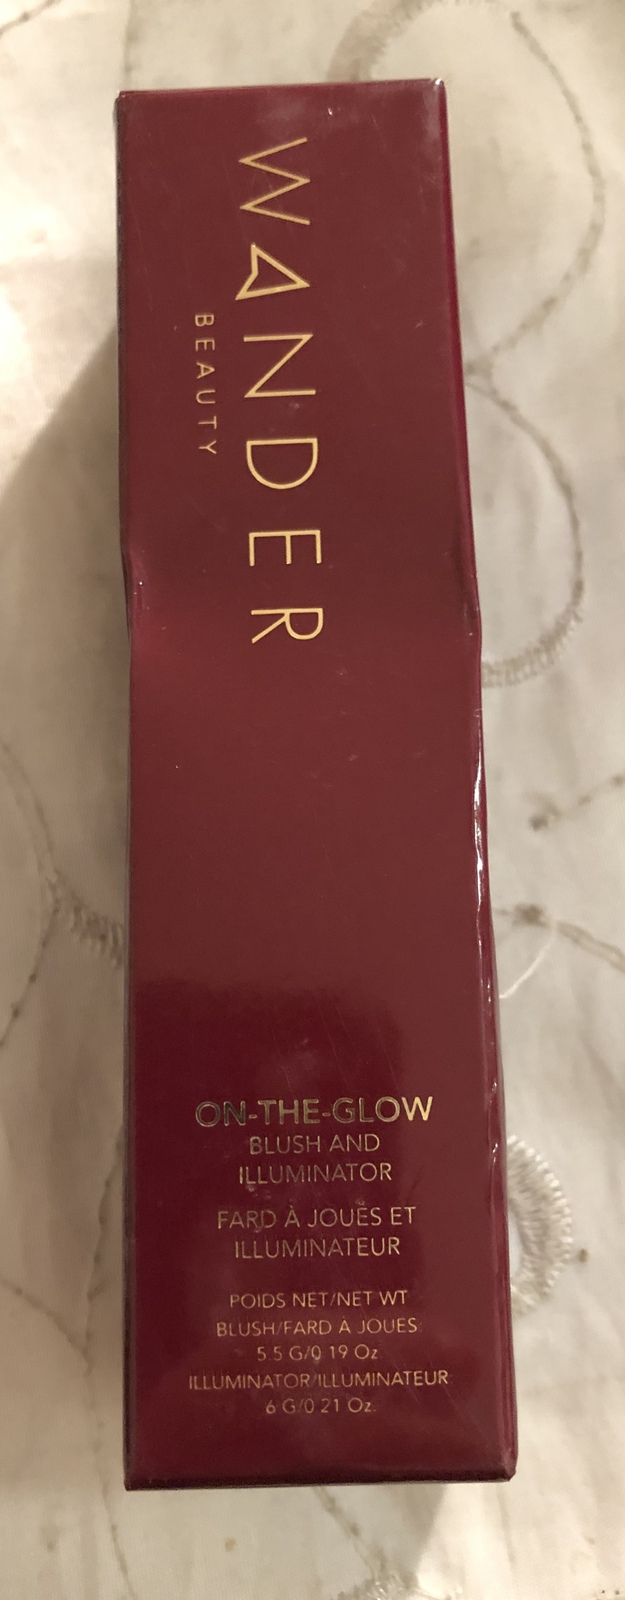 WANDER
BEAUTY
ON-THE-GLOW
BLUSH AND
ILLUMINATOR
FARD À JOUES ET
ILLUMINATEUR
POIDS NET/NET WT
BLUSH/FARD À JOUES
5.5 G/0.19 Oz
ILLUMINATOR/ILLUMINATEUR
6 G/0.21 Oz.